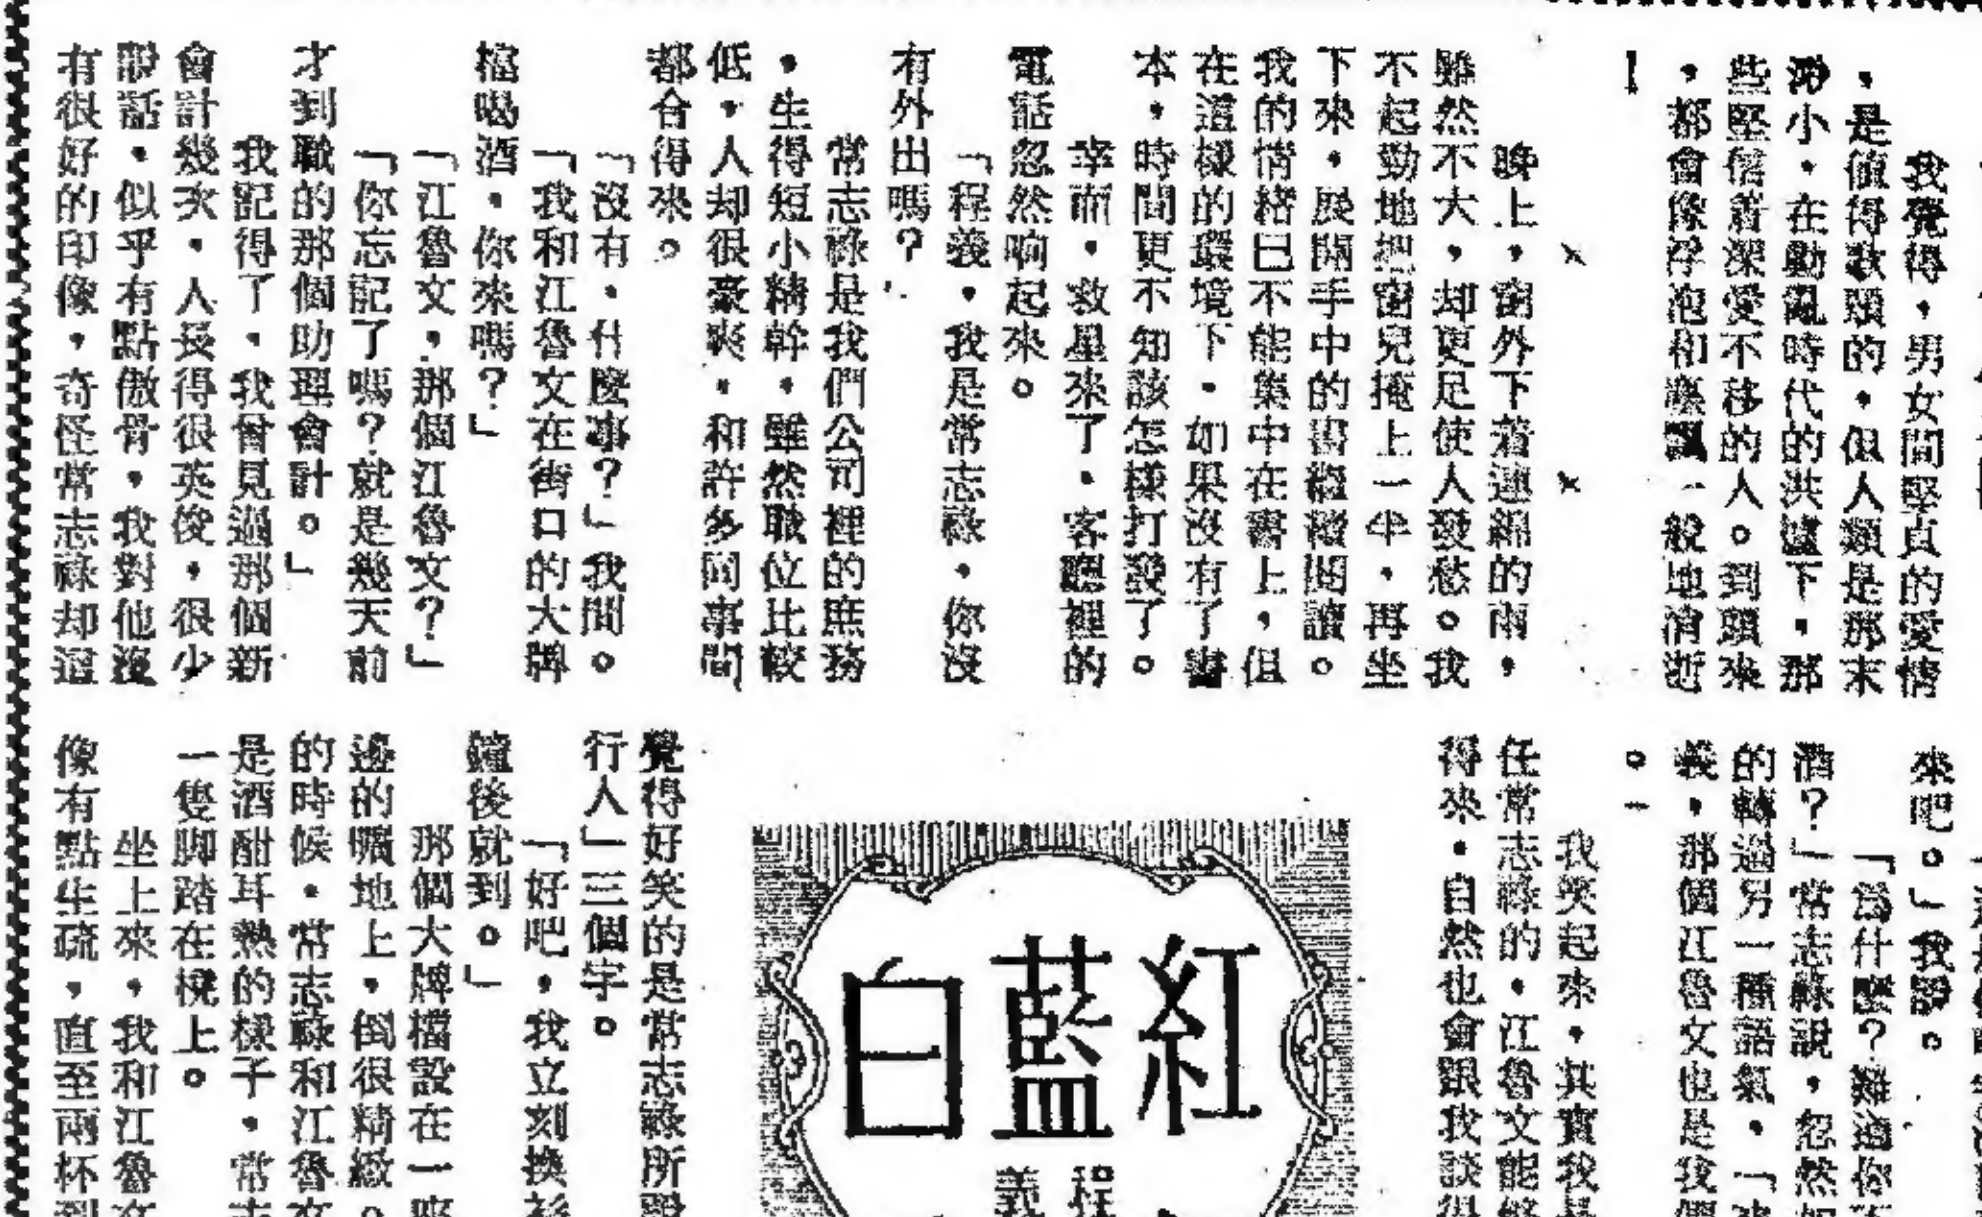 我覺得，男女間堅貞的愛情
，是值得歌頌的，但人類是那末
渺小，在動亂時代的洪爐下，那
些堅信着深愛不移的人。到頭來
，都會像浮泡和 一般地消逝
！
× ×
晚上，窗外下着連綿的雨，
雖然不大，却更足使人發愁。我
不起勁地把窗兒掩上一半，再坐
下來，展開手中的書繼續閱讀。
我的情緒已不能集中在書上，但
在這樣的環境下，如果沒有了書
本，時間更不知該怎樣打發了。
幸而，救星來了，客廳裡的
電話忽然响起來。
「程義，我是常志祿，你沒
有外出嗎？
常志祿是我們公司裡的庶務
，生得短小精幹，雖然職位比較
低，人却很豪爽，和許多同事間
都合得來。
「沒有，什麼事？」我問。
「我和江魯文在街口的大牌
檔喝酒，你來嗎？」
「江魯文，那個江魯文？」
「你忘記了嗎？就是幾天前
才到職的那個助理會計。」
我記得了，我曾見過那個新
會計幾次，人長得很英俊，很少
說話，似乎有點傲骨，我對他沒
有很好的印像，奇怪常志祿却這
來吧。」我說。
「為什麼？難道你
酒？」常志祿說，忽然
的轉過另一種語氣，「
義，那個江魯文也是我們
。
我笑起來，其實我
任常志祿的，江魯文能夠
得來，自然也會跟我談得
紅藍白
程
義
覺得好笑的是常志祿所說
行人」三個字。
「好吧，我立刻換衫
鐘後就到。」
那個大牌檔設在一座
邊的曠地上，倒很精緻。
的時候，常志祿和江魯文
是酒酣耳熱的樣子，常志
一隻脚踏在櫈上。
坐上來，我和江魯文
像有點生疏，直至兩杯到